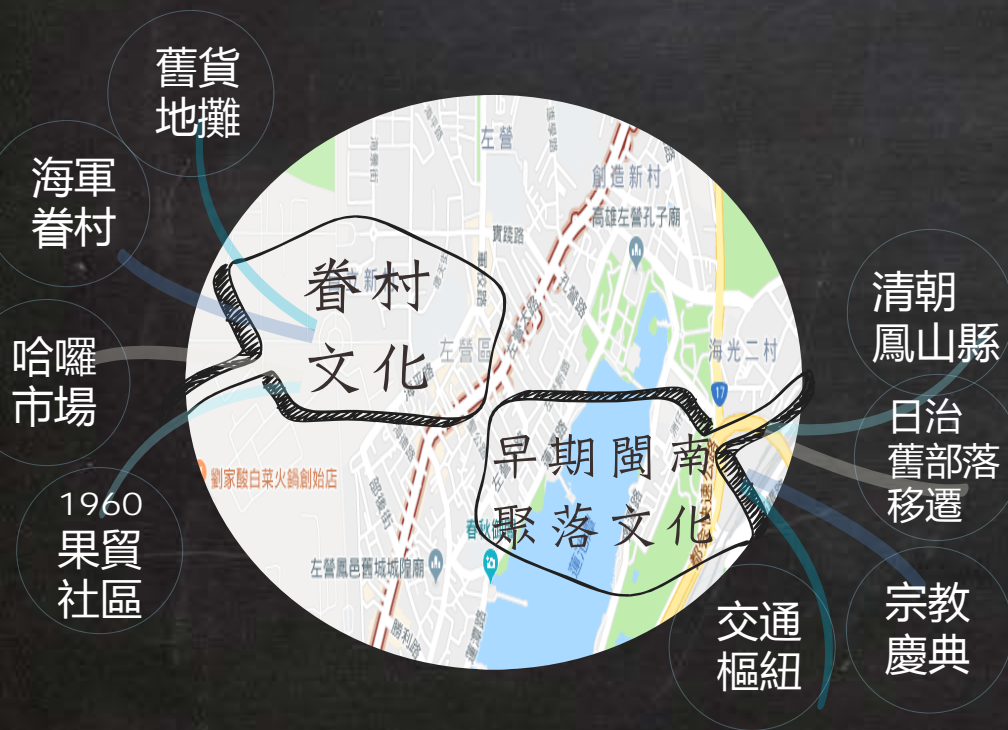 舊貨
地攤
海軍
眷村
哈囉
市場
1960
果貿
社區
眷村
文化
早期閩南
聚落文化
清朝
鳳山縣
日治
舊部落
移遷
宗教
慶典
交通
樞紐
左營
創造新村
高雄左營孔子廟
實踐路
孔營路
左營區
海光二村
17
劉家酸白菜火鍋創始店
左營鳳邑舊城城隍廟
勝利路